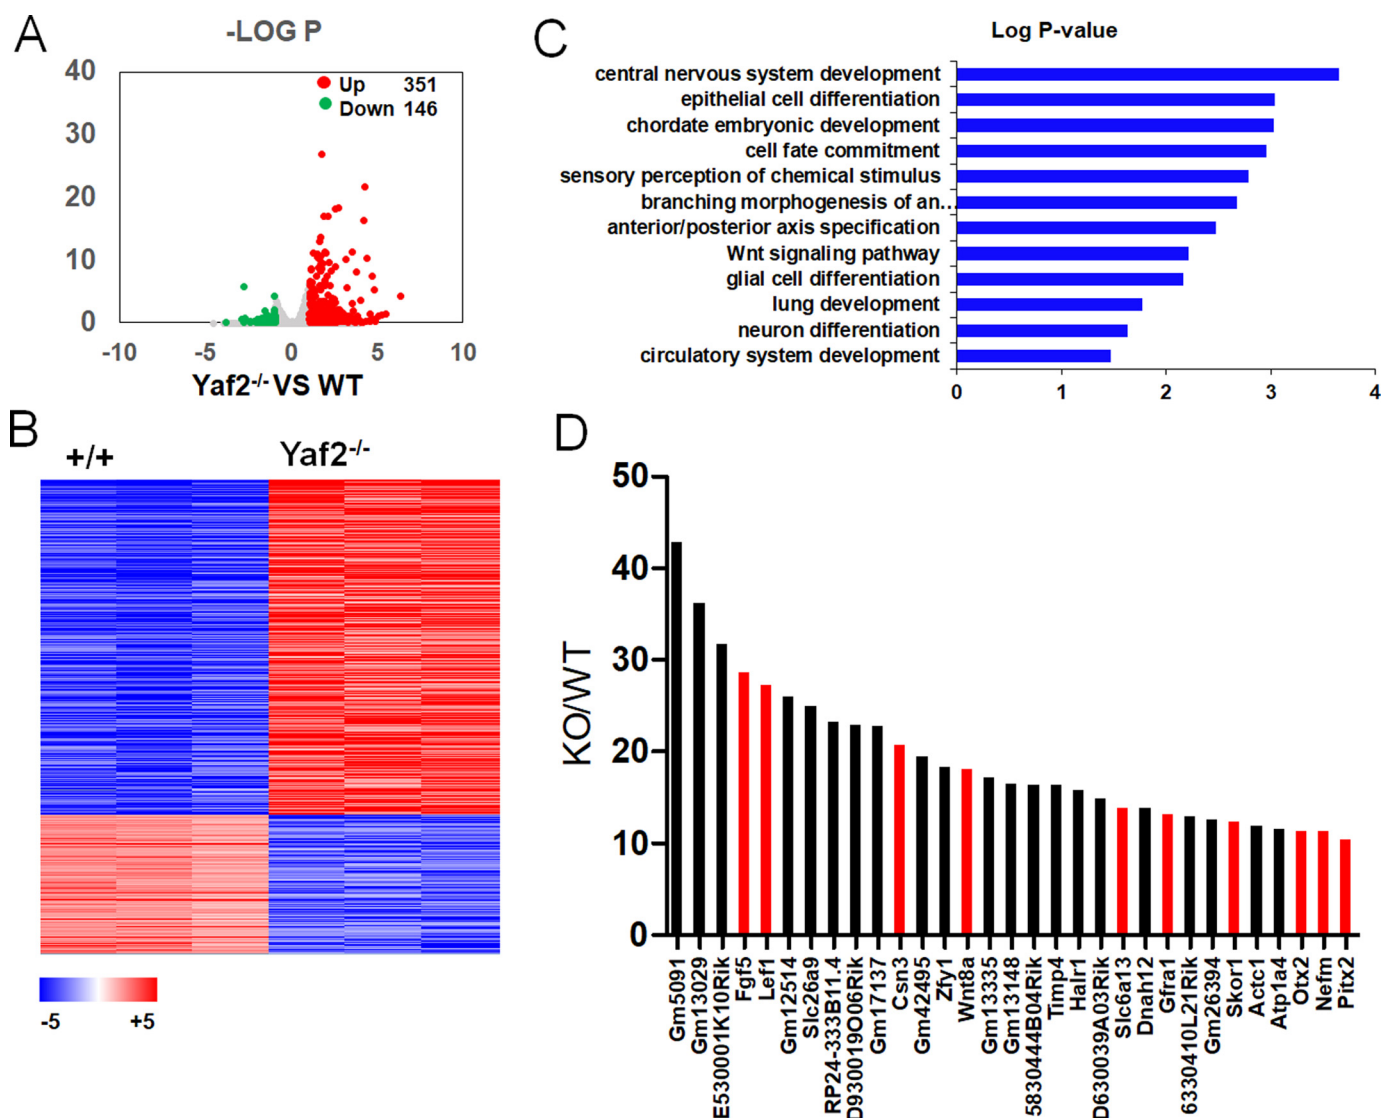 A
-LOG P
40
30
20
10
0
Up 351
Down 146
-10 -5 0 5 10
Yaf2-/- VS WT
C
Log P-value
central nervous system development
epithelial cell differentiation
chordate embryonic development
cell fate commitment
sensory perception of chemical stimulus
branching morphogenesis of an…
anterior/posterior axis specification
Wnt signaling pathway
glial cell differentiation
lung development
neuron differentiation
circulatory system development
0 1 2 3 4
B
+/+ Yaf2-/-
-5 +5
D
KO/WT
50
40
30
20
10
0
Gm5091
Gm13029
E530001K10Rik
Fgf5
Lef1
Gm12514
Slc26a9
RP24-333B11.4
D930019O06Rik
Gm17137
Csn3
Gm42495
Zfy1
Wnt8a
Gm13335
Gm13148
5830444B04Rik
Timp4
Halr1
D630039A03Rik
Slc6a13
Dnah12
Gfra1
6330410L21Rik
Gm26394
Skor1
Actc1
Atp1a4
Otx2
Nefm
Pitx2